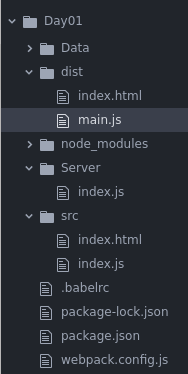 Day01
Data
dist
index.html
main.js
node_modules
Server
index.js
src
index.html
index.js
.babelrc
package-lock.json
package.json
webpack.config.js